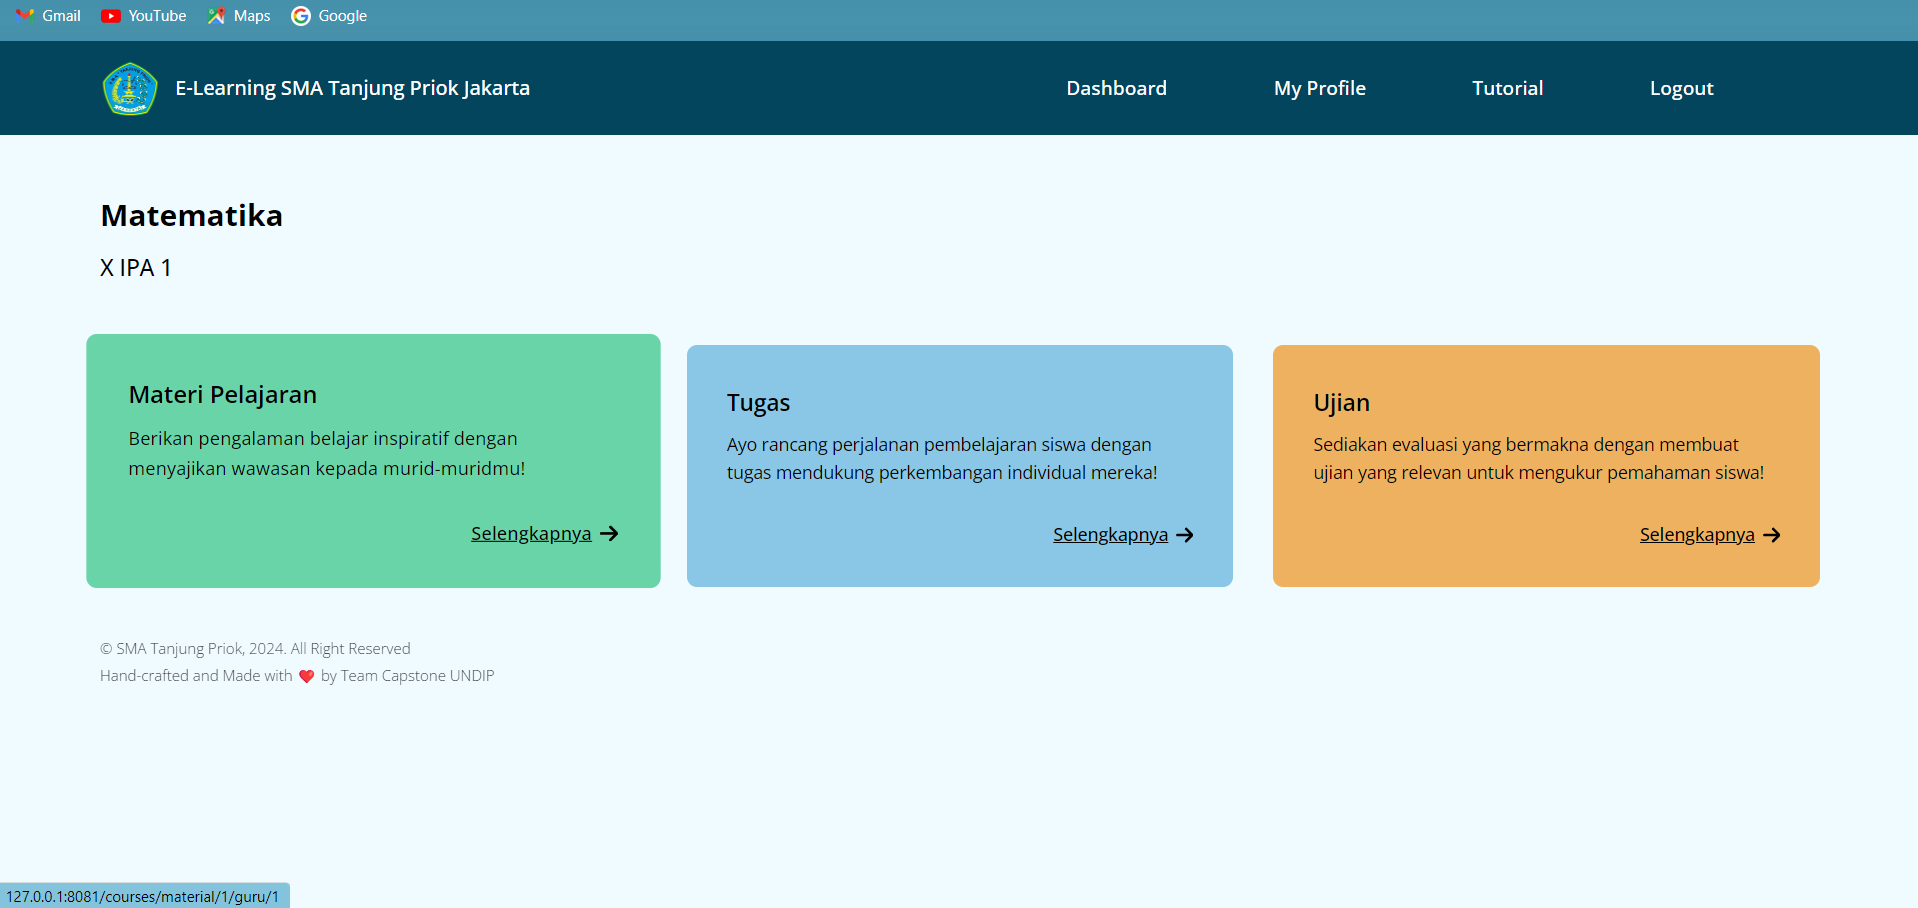 Gmail YouTube Maps Google
E-Learning SMA Tanjung Priok Jakarta Dashboard My Profile Tutorial Logout
Matematika
X IPA 1
Materi Pelajaran
Berikan pengalaman belajar inspiratif dengan
menyajikan wawasan kepada murid-muridmu!
Selengkapnya →
Tugas
Ayo rancang perjalanan pembelajaran siswa dengan
tugas mendukung perkembangan individual mereka!
Selengkapnya →
Ujian
Sediakan evaluasi yang bermakna dengan membuat
ujian yang relevan untuk mengukur pemahaman siswa!
Selengkapnya →
© SMA Tanjung Priok, 2024. All Right Reserved
Hand-crafted and Made with ❤️ by Team Capstone UNDIP
127.0.0.1:8081/courses/material/1/guru/1